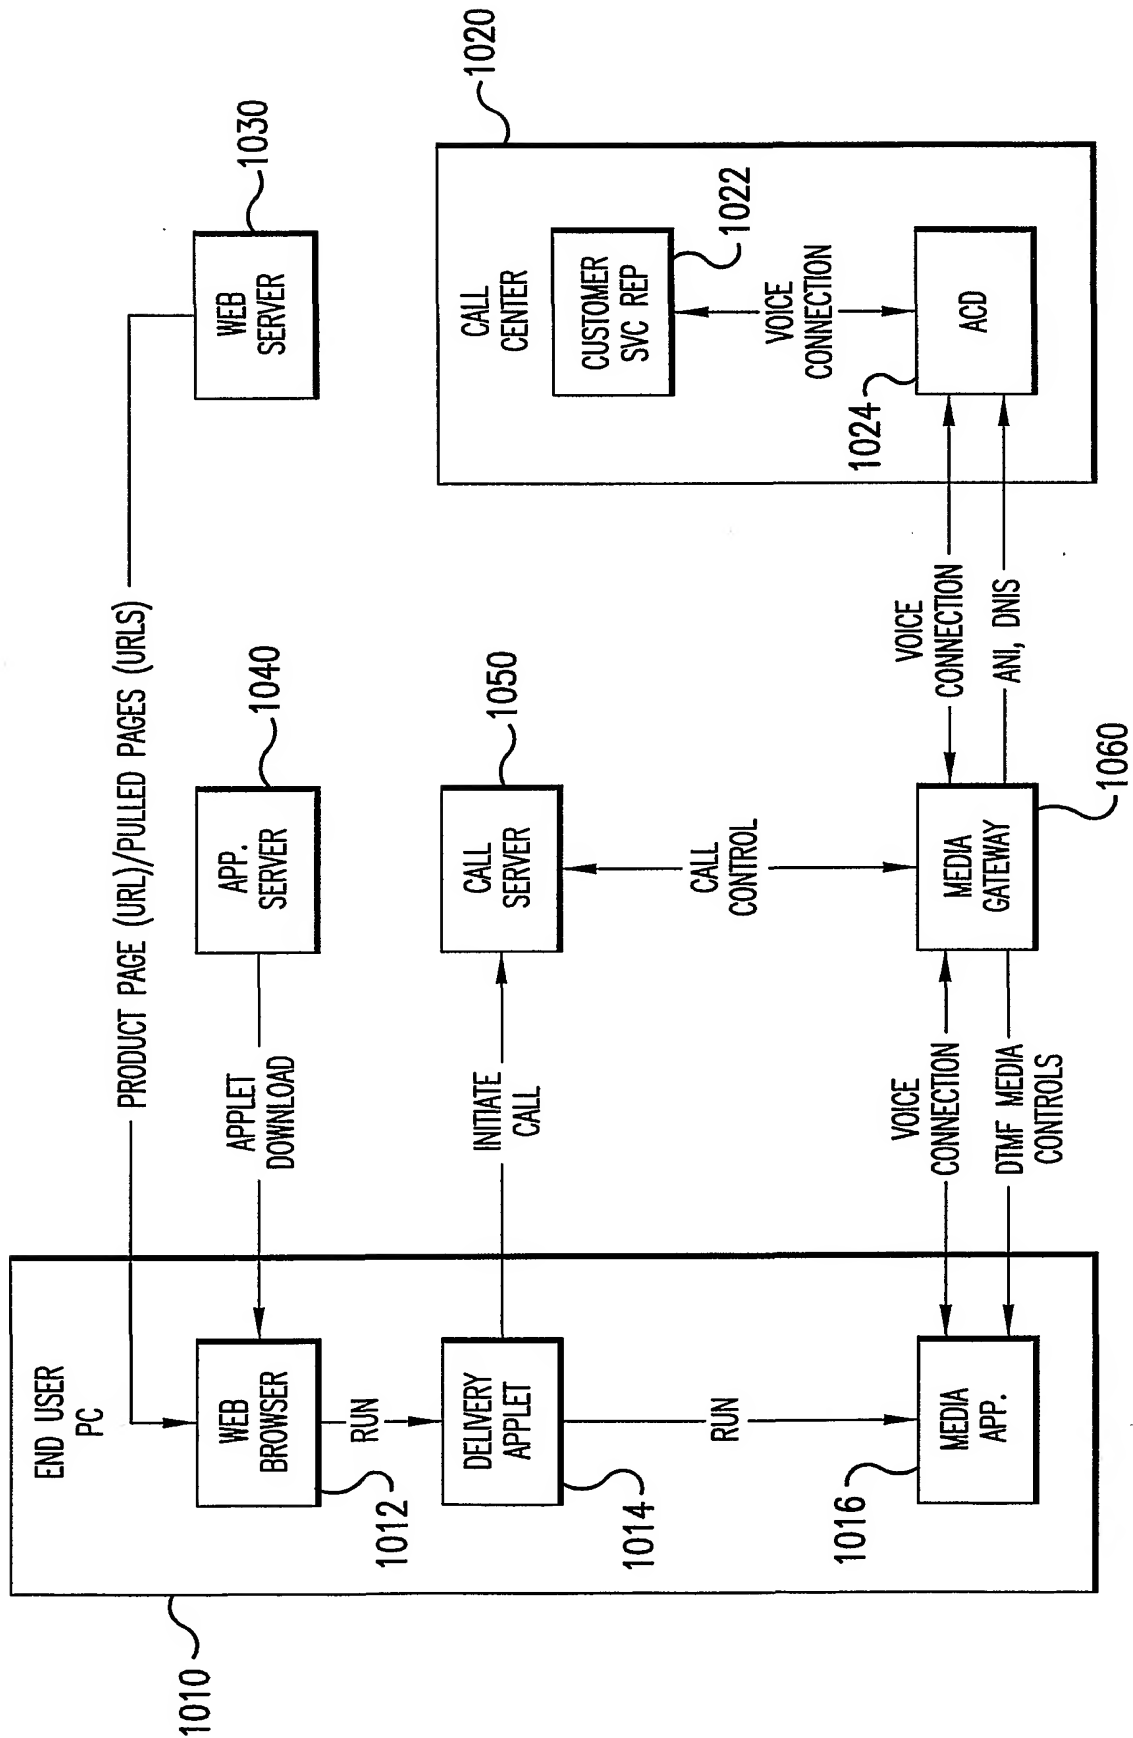 PRODUCT PAGE (URL)/PULLED PAGES (URLS)
END USER
PC
WEB
BROWSER
1012
RUN
DELIVERY
APPLET
1014
RUN
MEDIA
APP.
1016
1010
APPLET
DOWNLOAD
APP.
SERVER
1040
WEB
SERVER
1030
INITIATE
CALL
CALL
SERVER
1050
CALL
CONTROL
VOICE
CONNECTION
DTMF MEDIA
CONTROLS
MEDIA
GATEWAY
1060
VOICE
CONNECTION
ANI, DNIS
CALL
CENTER
1020
CUSTOMER
SVC REP
1022
VOICE
CONNECTION
ACD
1024